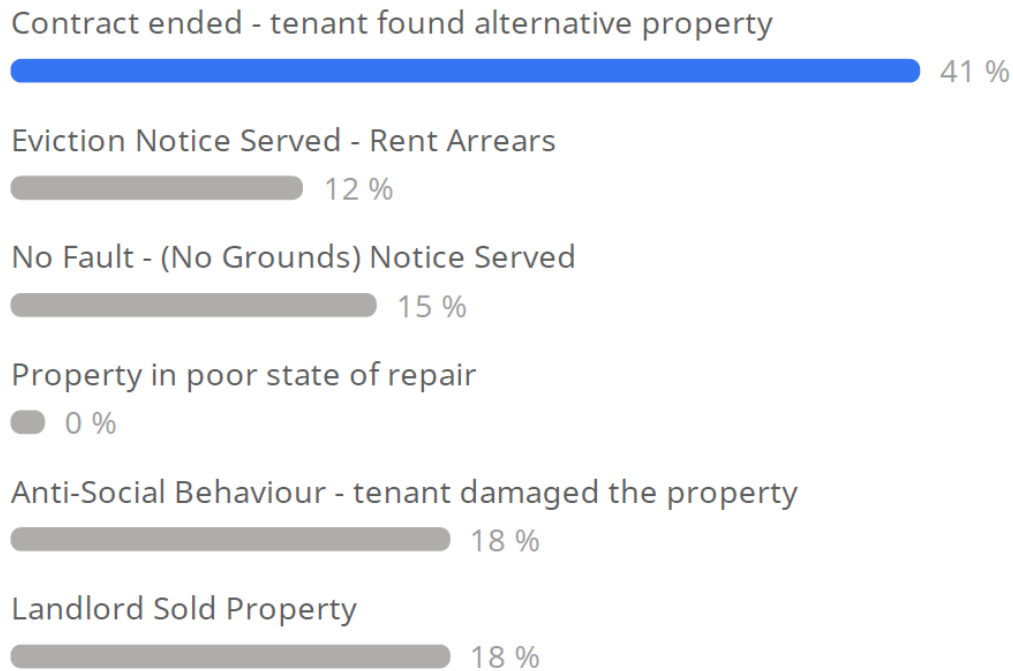 Contract ended - tenant found alternative property
41 %
Eviction Notice Served - Rent Arrears
12 %
No Fault - (No Grounds) Notice Served
15 %
Property in poor state of repair
0 %
Anti-Social Behaviour - tenant damaged the property
18 %
Landlord Sold Property
18 %